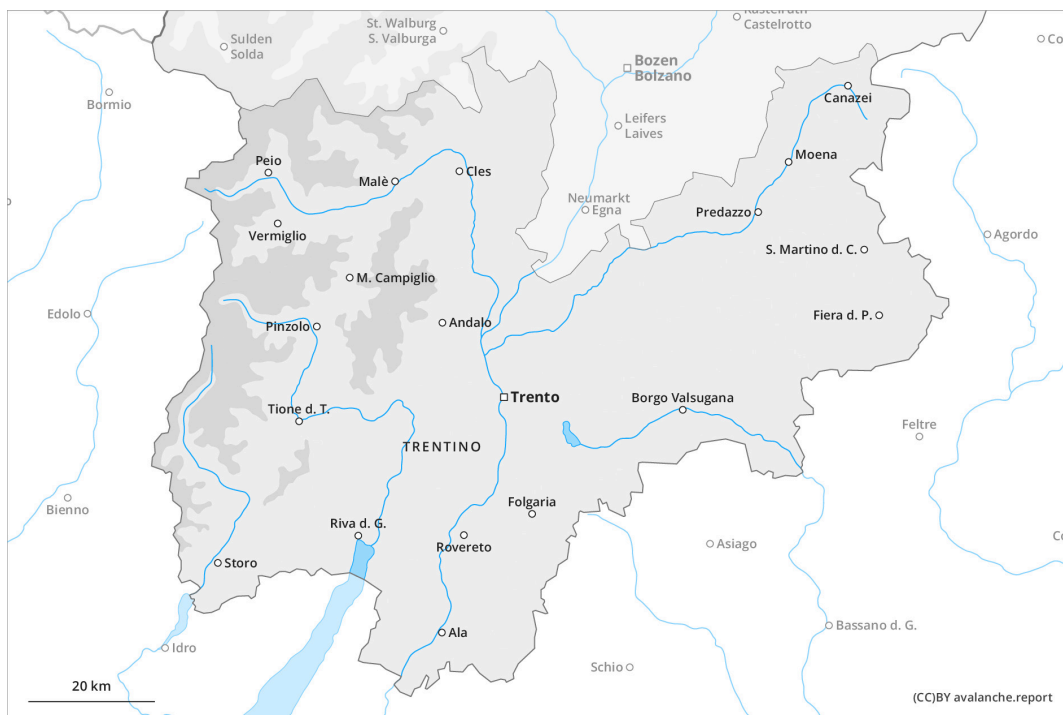 Kastelruth
Castelrotto
St. Walburg
S. Valburga
Sulden
Solda
Co
Bozen
Bolzano
Bormio
Canazei
Leifers
Laives
Peio
Malè
Cles
Moena
Neumarkt
Egna
Predazzo
Vermiglio
Agordo
S. Martino d. C.
M. Campiglio
Edolo
Pinzolo
Andalo
Fiera d. P.
Trento
Borgo Valsugana
Tione d. T.
Feltre
TRENTINO
Bienno
Folgaria
Riva d. G.
Rovereto
Asiago
Co
Storo
Ala
Bassano d. G.
Idro
Schio
20 km
(CC)BY avalanche.report